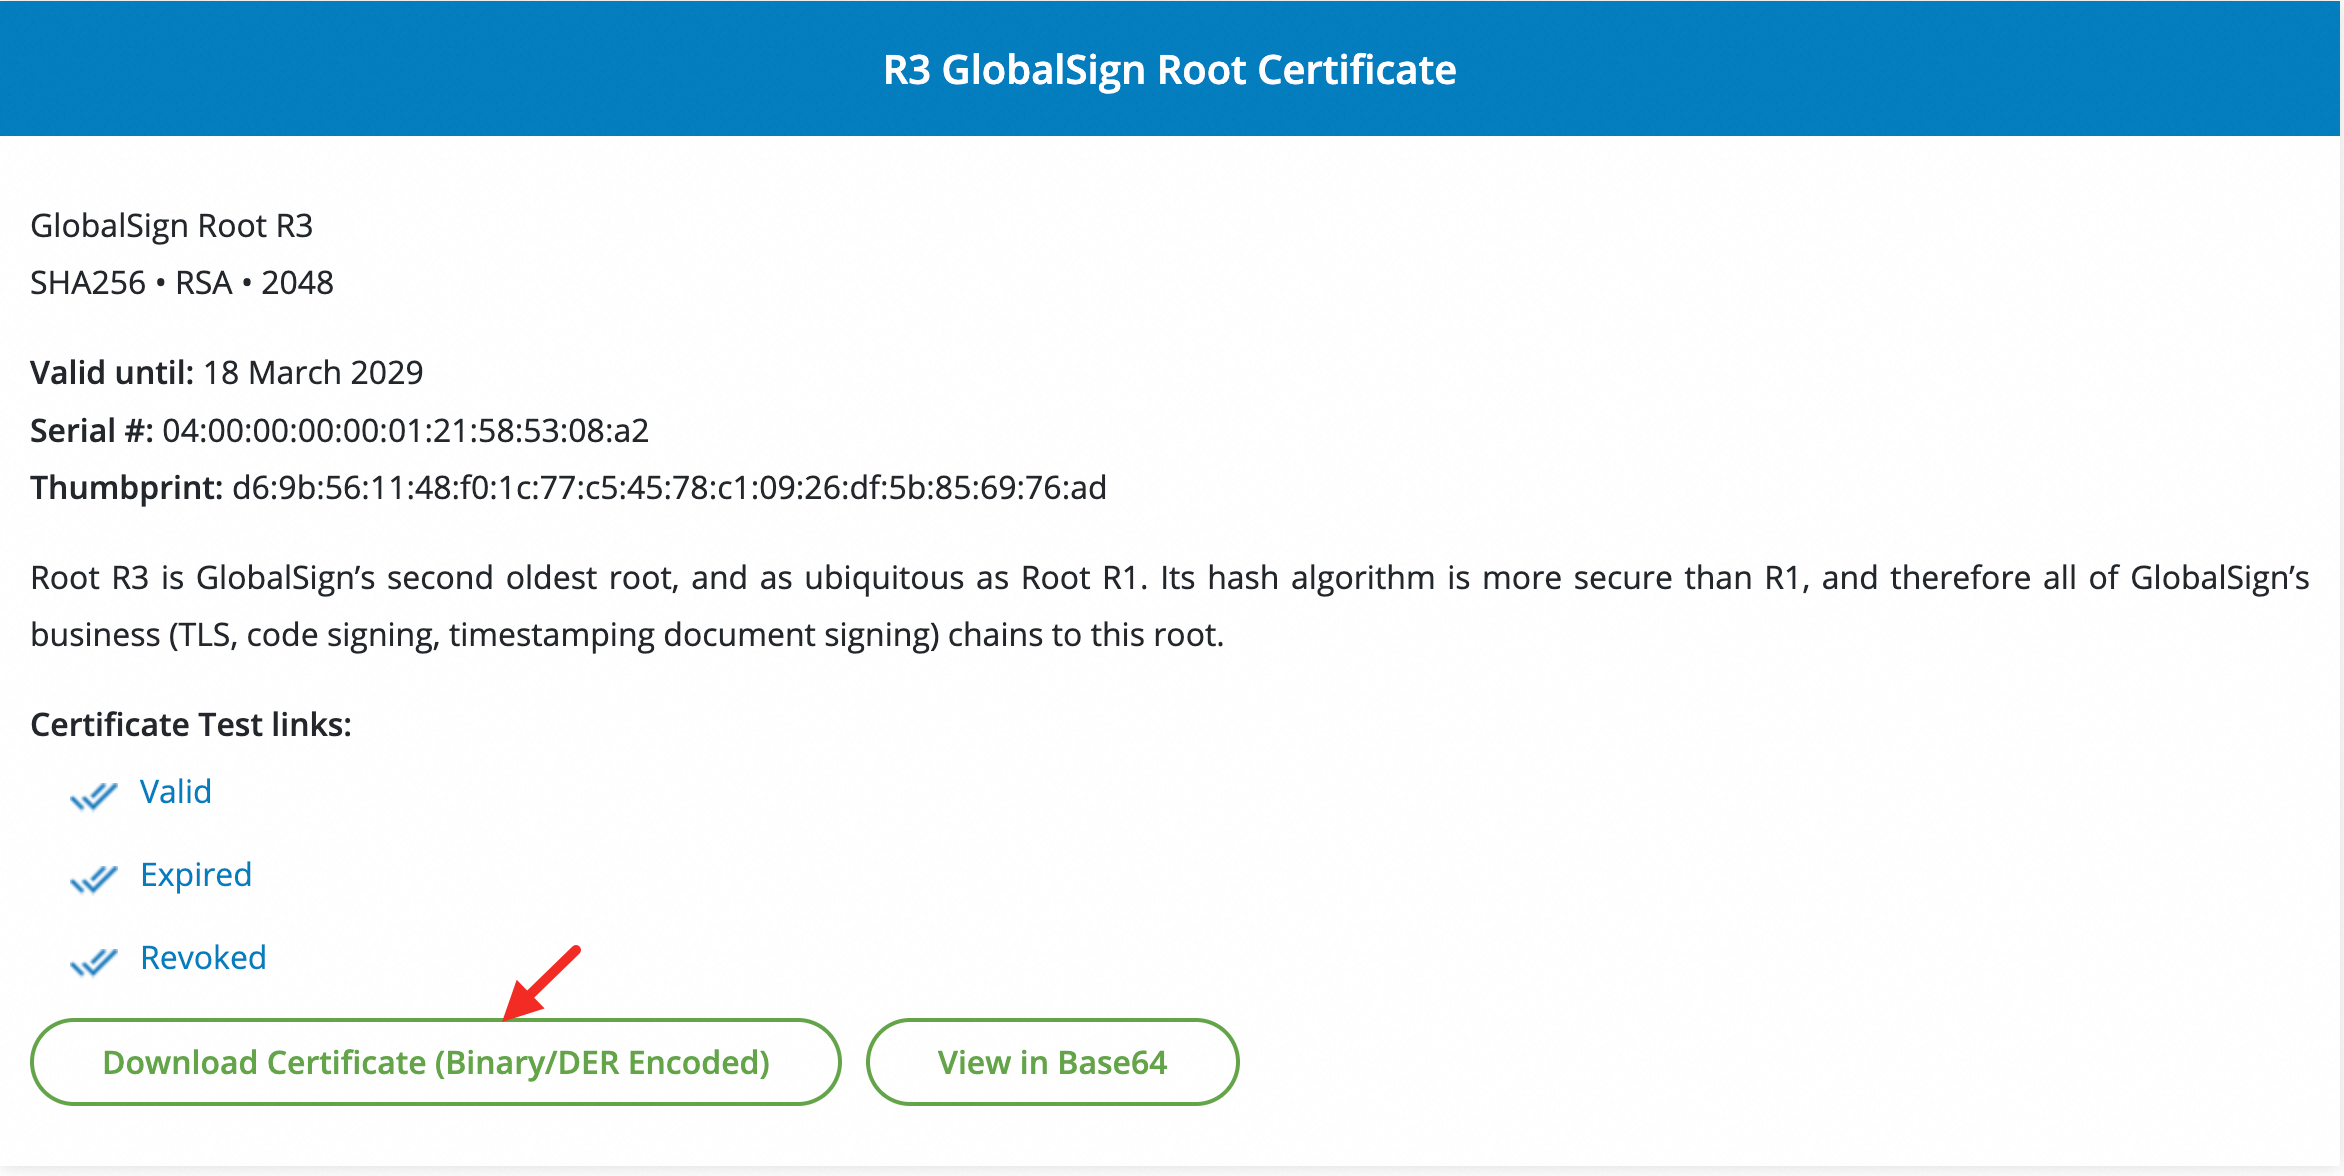 R3 GlobalSign Root Certificate
GlobalSign Root R3
SHA256 • RSA • 2048
Valid until: 18 March 2029
Serial #: 04:00:00:00:00:01:21:58:53:08:a2
Thumbprint: d6:9b:56:11:48:f0:1c:77:c5:45:78:c1:09:26:df:5b:85:69:76:ad
Root R3 is GlobalSign’s second oldest root, and as ubiquitous as Root R1. Its hash algorithm is more secure than R1, and therefore all of GlobalSign’s
business (TLS, code signing, timestamping document signing) chains to this root.
Certificate Test links:
Valid
Expired
Revoked
Download Certificate (Binary/DER Encoded)
View in Base64